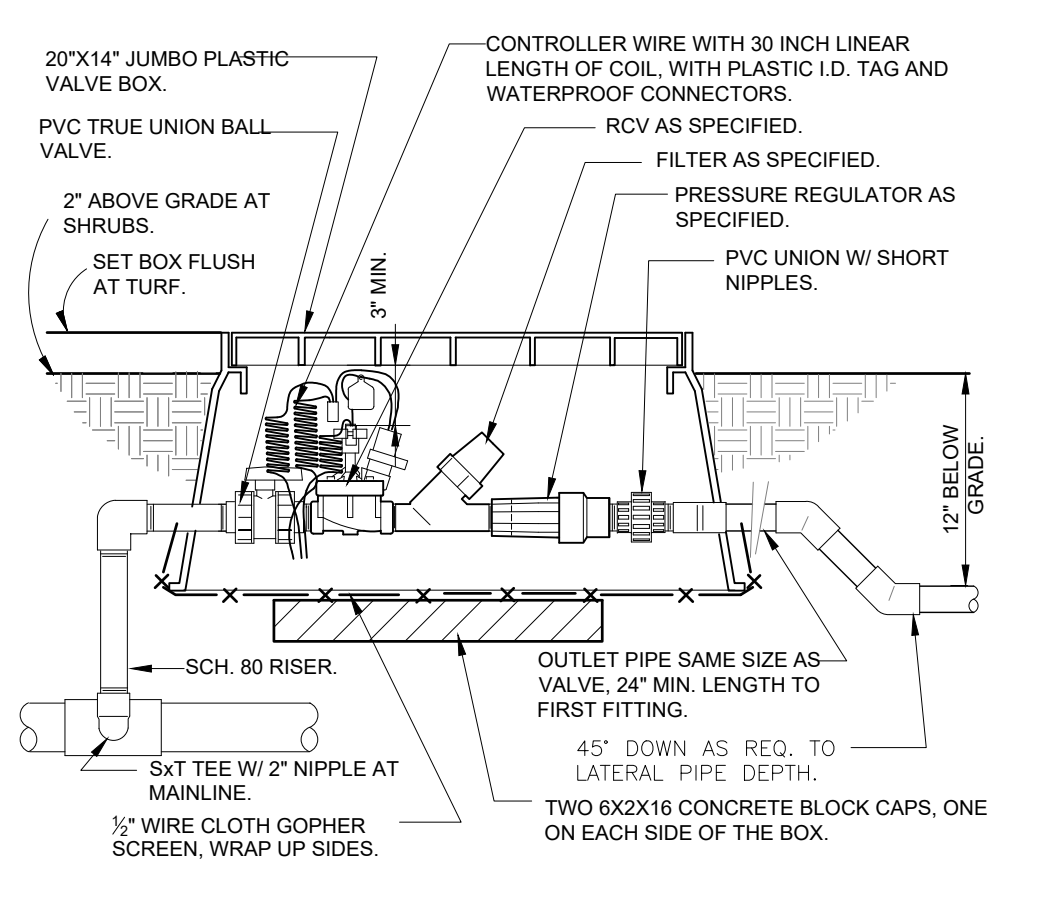 20"X14" JUMBO PLASTIC
VALVE BOX.
PVC TRUE UNION BALL
VALVE.
2" ABOVE GRADE AT
SHRUBS.
SET BOX FLUSH
AT TURF.
CONTROLLER WIRE WITH 30 INCH LINEAR
LENGTH OF COIL, WITH PLASTIC I.D. TAG AND
WATERPROOF CONNECTORS.
RCV AS SPECIFIED.
FILTER AS SPECIFIED.
PRESSURE REGULATOR AS
SPECIFIED.
PVC UNION W/ SHORT
NIPPLES.
3" MIN.
12" BELOW
GRADE.
SCH. 80 RISER.
OUTLET PIPE SAME SIZE AS
VALVE, 24" MIN. LENGTH TO
FIRST FITTING.
45° DOWN AS REQ. TO
LATERAL PIPE DEPTH.
SxT TEE W/ 2" NIPPLE AT
MAINLINE.
½" WIRE CLOTH GOPHER
SCREEN, WRAP UP SIDES.
TWO 6X2X16 CONCRETE BLOCK CAPS, ONE
ON EACH SIDE OF THE BOX.